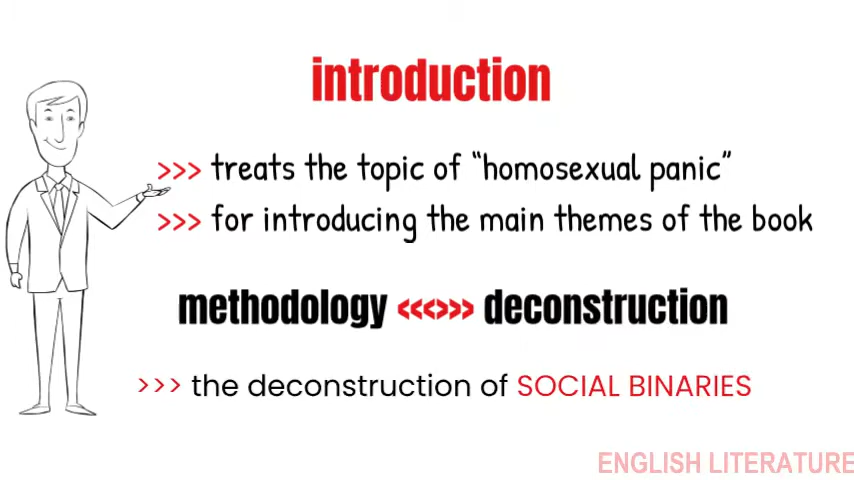 introduction
>>> treats the topic of “homosexual panic”
>>> for introducing the main themes of the book
methodology <<<>>> deconstruction
>>> the deconstruction of SOCIAL BINARIES
ENGLISH LITERATURE